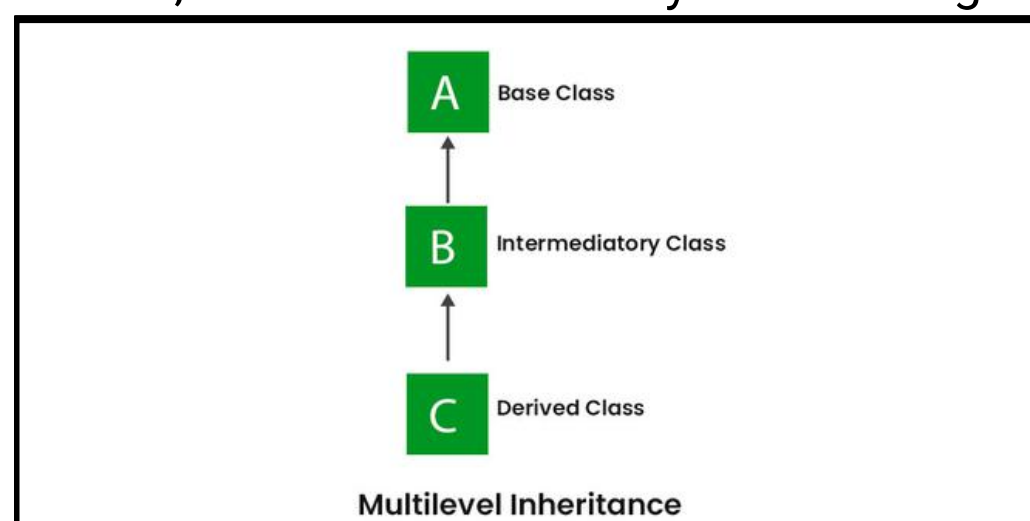 A
Base Class
B
Intermediatory Class
C
Derived Class
Multilevel Inheritance